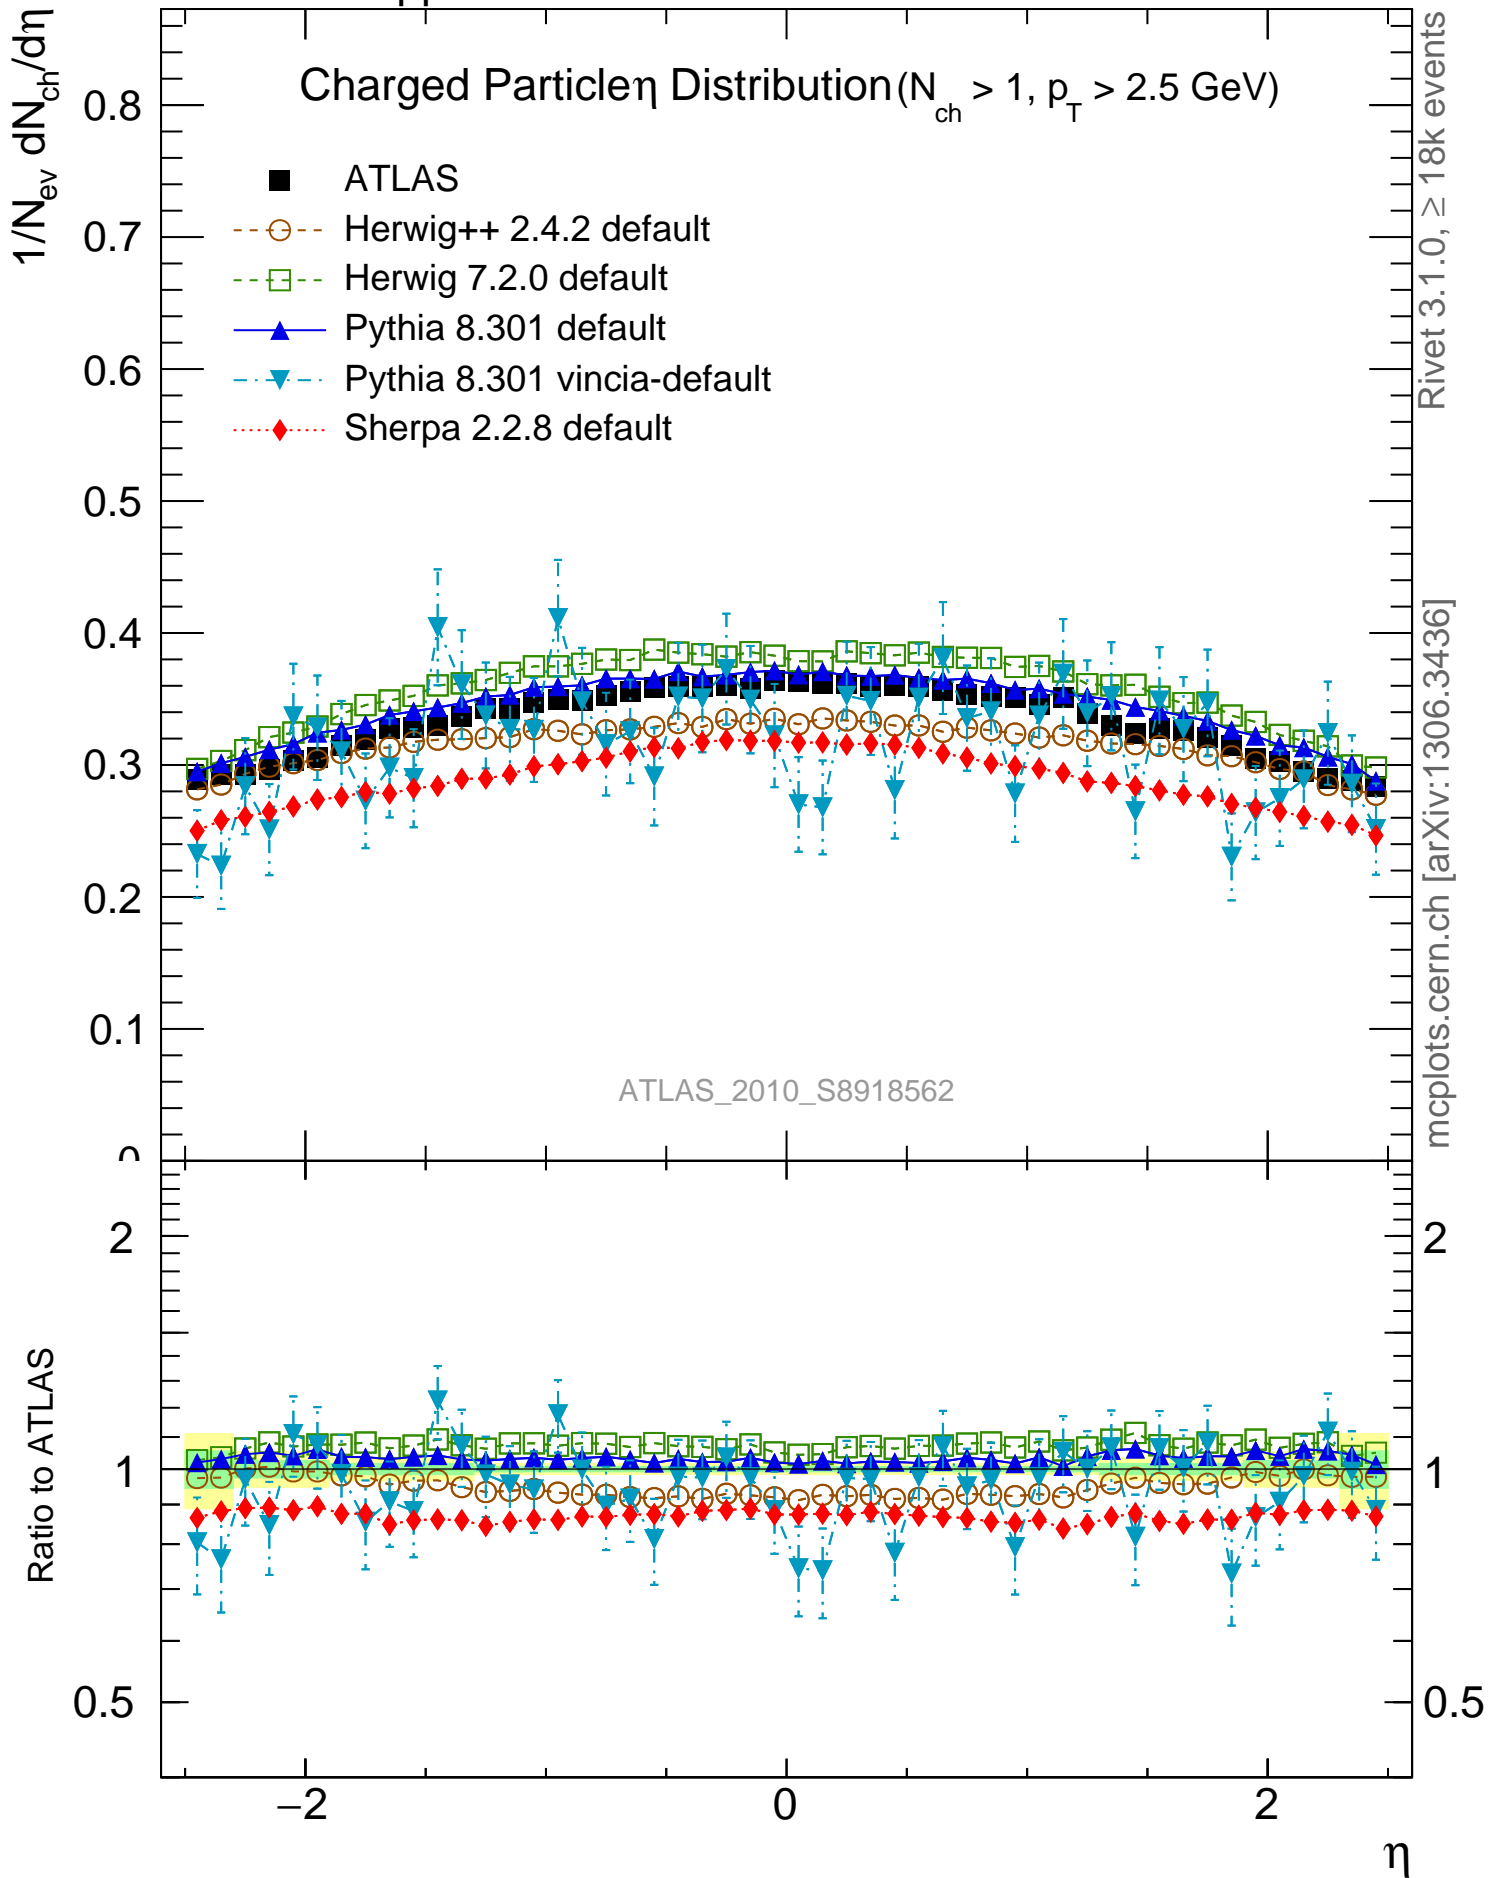 1/N_ev dN_ch/dη
Charged Particleη Distribution (N_ch > 1, p_T > 2.5 GeV)
ATLAS
Herwig++ 2.4.2 default
Herwig 7.2.0 default
Pythia 8.301 default
Pythia 8.301 vincia-default
Sherpa 2.2.8 default
0.8
0.7
0.6
0.5
0.4
0.3
0.2
0.1
0
ATLAS_2010_S8918562
Rivet 3.1.0, ≥ 18k events
mcplots.cern.ch [arXiv:1306.3436]
Ratio to ATLAS
2
1
0.5
2
1
0.5
−2
0
2
η